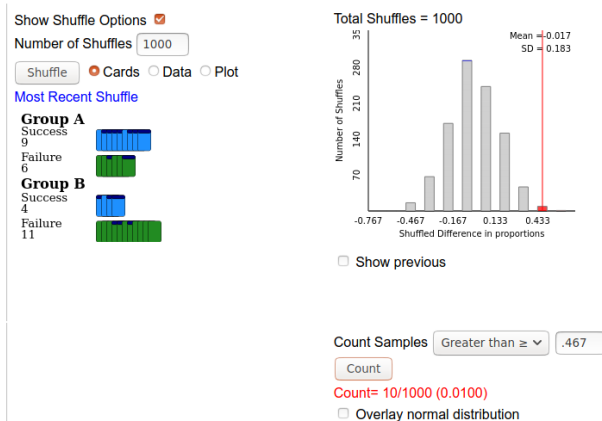 Show Shuffle Options
Number of Shuffles 1000
Shuffle Cards Data Plot
Most Recent Shuffle
Group A
Success
9
Failure
6
Group B
Success
4
Failure
11
Total Shuffles = 1000
Mean = -0.017
SD = 0.183
35
280
210
140
70
Number of Shuffles
-0.767 -0.467 -0.167 0.133 0.433
Shuffled Difference in proportions
Show previous
Count Samples Greater than ≥ .467
Count
Count= 10/1000 (0.0100)
Overlay normal distribution